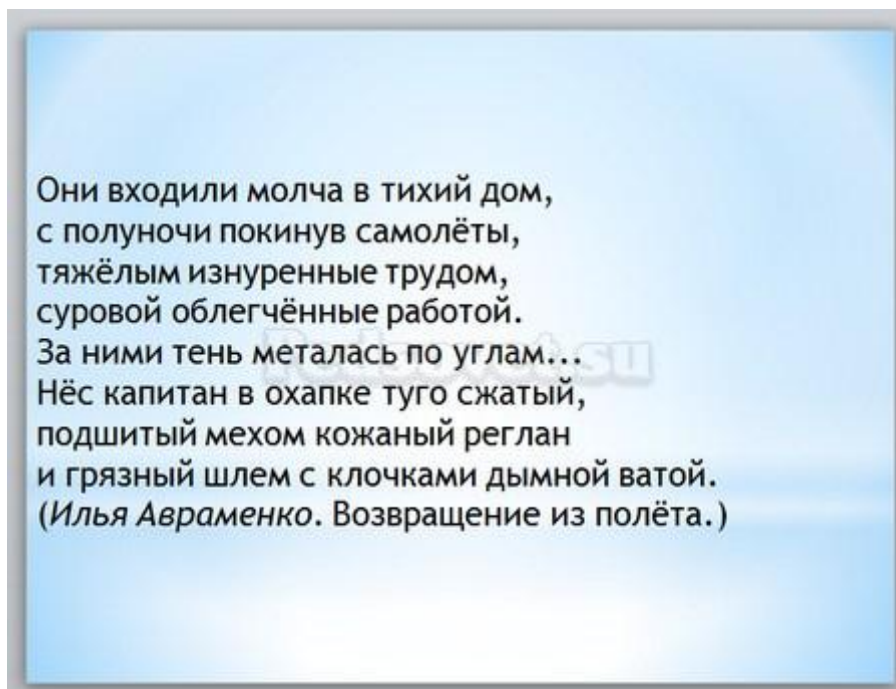 Они входили молча в тихий дом,
с полуночи покинув самолёты,
тяжёлым изнуренные трудом,
суровой облегчённые работой.
За ними тень металась по углам...
Pedsovet.su
Нёс капитан в охапке туго сжатый,
подшитый мехом кожаный реглан
и грязный шлем с клочками дымной ватой.
(Илья Авраменко. Возвращение из полёта.)